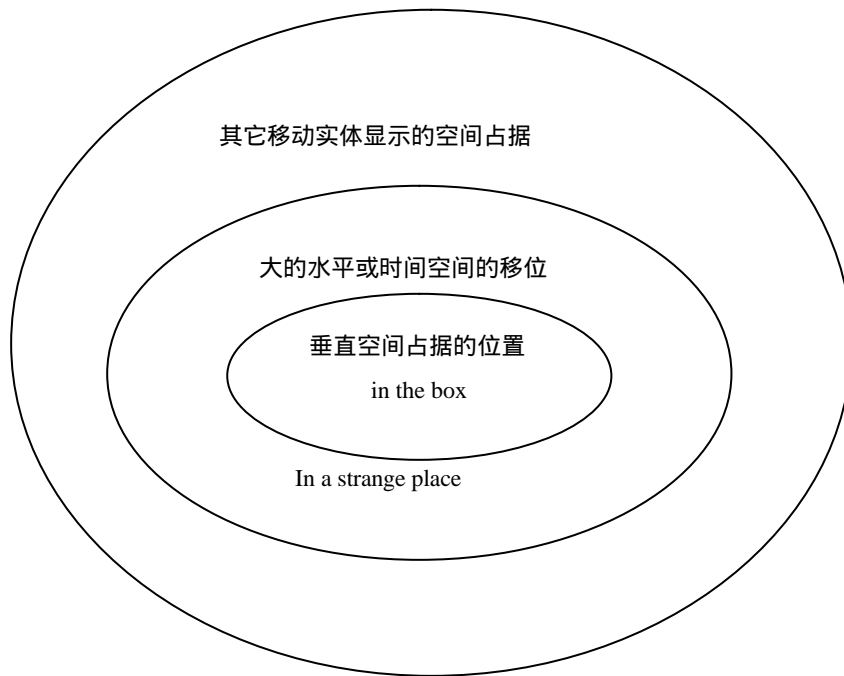 其它移动实体显示的空间占据
大的水平或时间空间的移位
垂直空间占据的位置
in the box
In a strange place